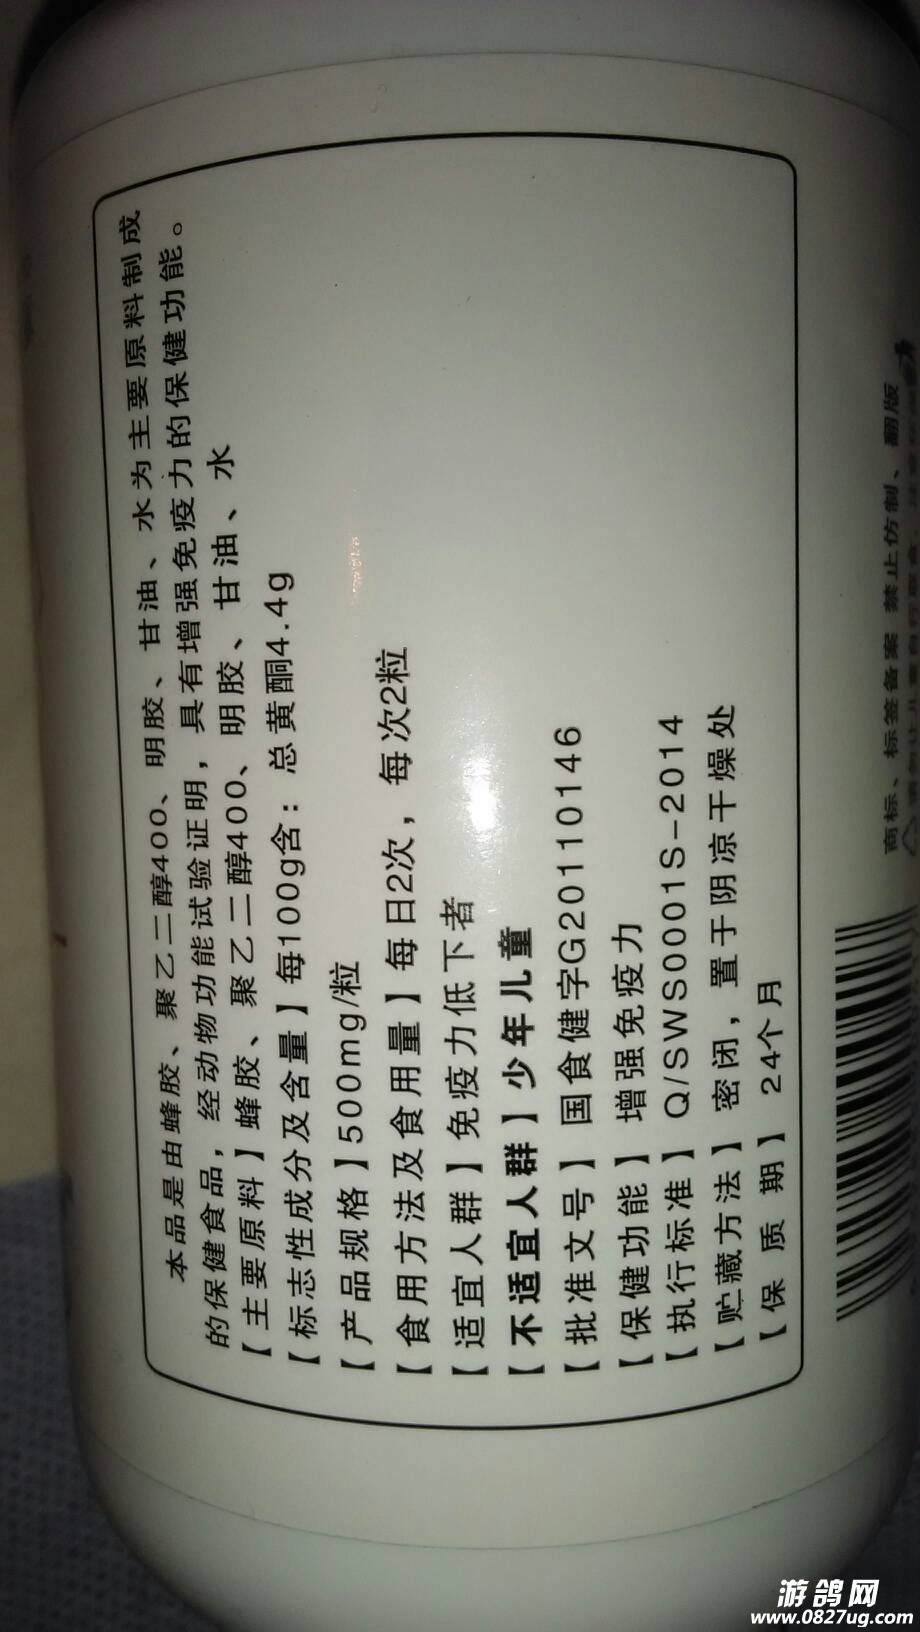 本品是由蜂胶、聚乙二醇400、明胶、甘油、水为主要原料制成
的保健食品，经动物功能试验证明，具有增强免疫力的保健功能。
【主要原料】蜂胶、聚乙二醇400、明胶、甘油、水
【标志性成分及含量】每100g含：总黄酮4.4g
【产品规格】500mg/粒
【食用方法及食用量】每日2次，每次2粒
【适宜人群】免疫力低下者
【不适宜人群】少年儿童
【批准文号】国食健字G20110146
【保健功能】增强免疫力
【执行标准】Q/SWS0001S-2014
【贮藏方法】密闭，置于阴凉干燥处
【保 质 期】24个月
商标、标签备案 禁止仿制、翻版
游鸽网
www.0827ug.com